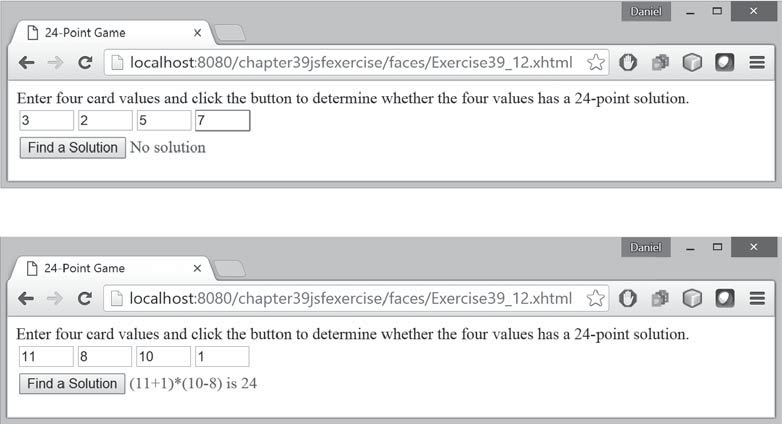 Daniel
24-Point Game
localhost:8080/chapter39jsfexercise/faces/Exercise39_12.xhtml
Enter four card values and click the button to determine whether the four values has a 24-point solution.
3 2 5 7
Find a Solution No solution
Daniel
24-Point Game
localhost:8080/chapter39jsfexercise/faces/Exercise39_12.xhtml
Enter four card values and click the button to determine whether the four values has a 24-point solution.
11 8 10 1
Find a Solution (11+1)*(10-8) is 24